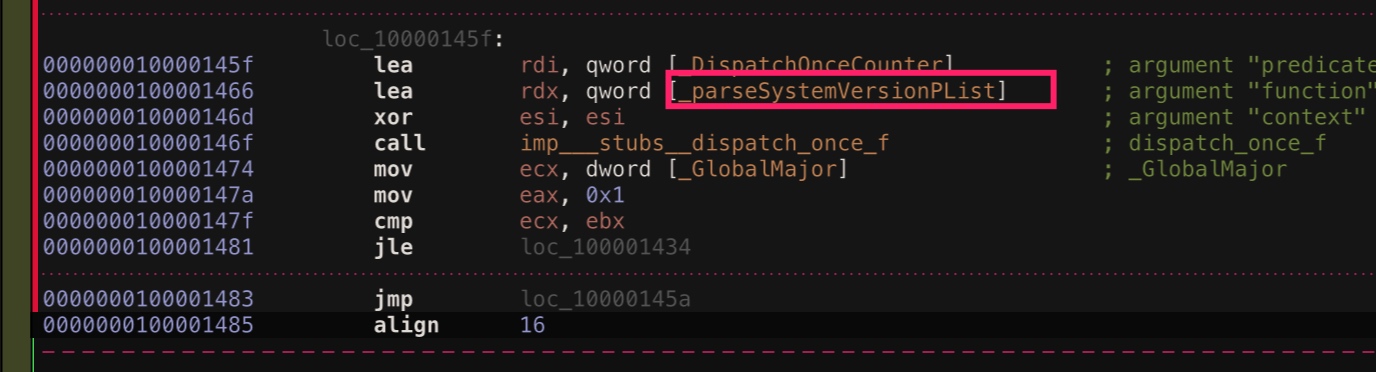 loc_10000145f:
000000010000145f lea rdi, qword [_DispatchOnceCounter] ; argument "predicate
0000000100001466 lea rdx, qword [_parseSystemVersionPList] ; argument "function"
000000010000146d xor esi, esi ; argument "context"
000000010000146f call imp___stubs__dispatch_once_f ; dispatch_once_f
0000000100001474 mov ecx, dword [_GlobalMajor] ; _GlobalMajor
000000010000147a mov eax, 0x1
000000010000147f cmp ecx, ebx
0000000100001481 jle loc_100001434
0000000100001483 jmp loc_10000145a
0000000100001485 align 16